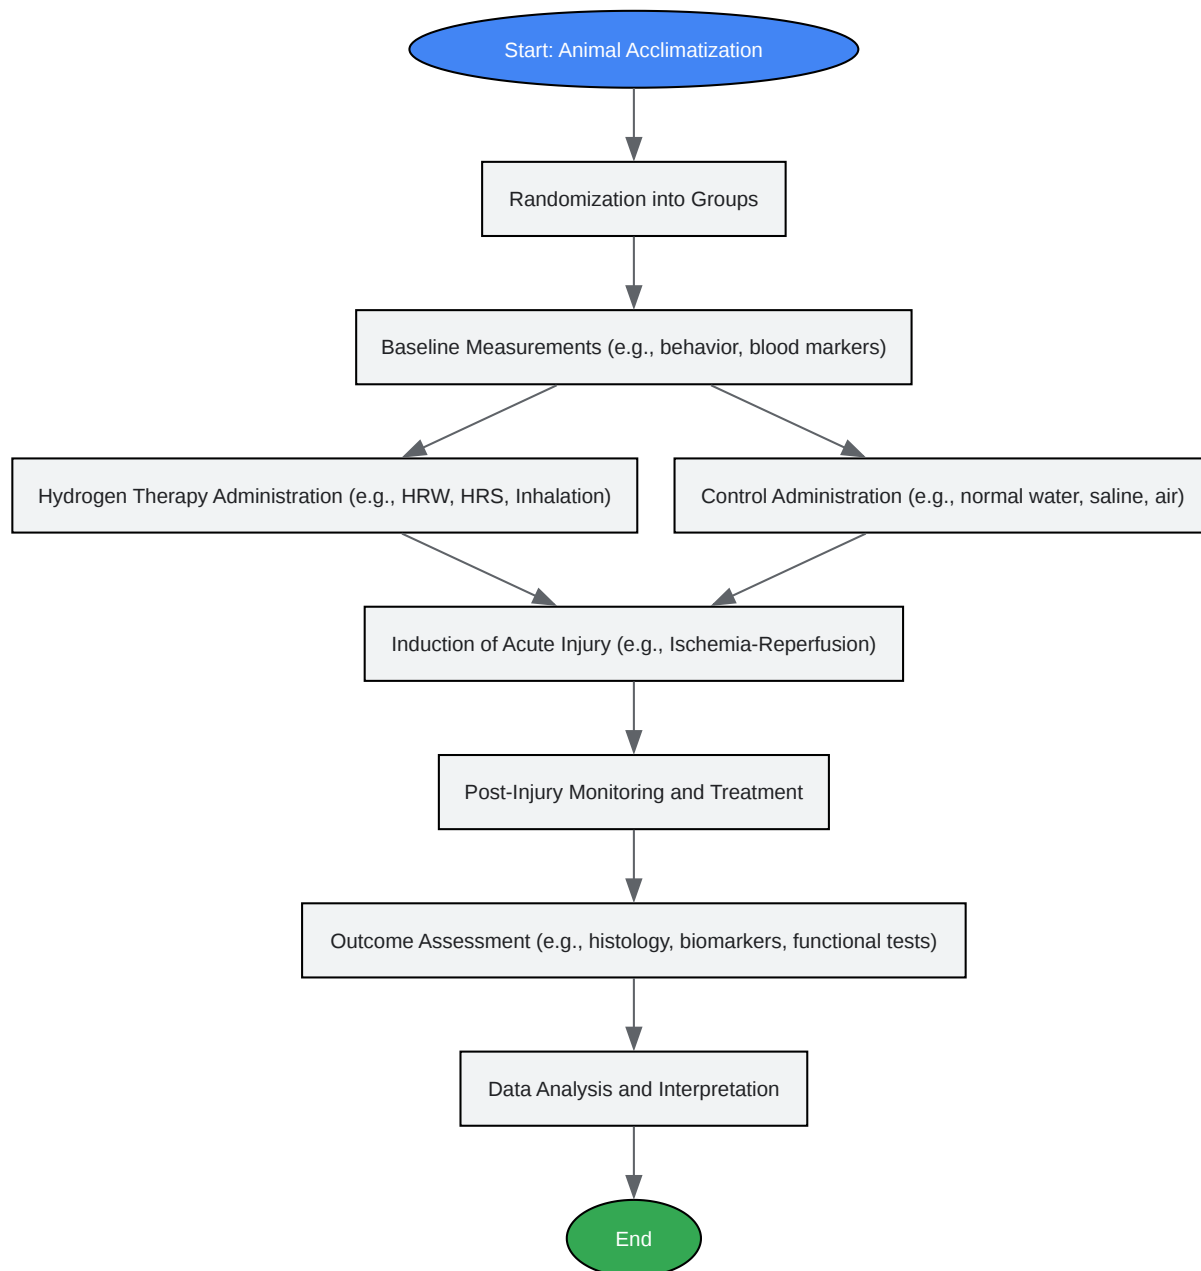 Start: Animal Acclimatization
Randomization into Groups
Baseline Measurements (e.g., behavior, blood markers)
Hydrogen Therapy Administration (e.g., HRW, HRS, Inhalation)
Control Administration (e.g., normal water, saline, air)
Induction of Acute Injury (e.g., Ischemia-Reperfusion)
Post-Injury Monitoring and Treatment
Outcome Assessment (e.g., histology, biomarkers, functional tests)
Data Analysis and Interpretation
End